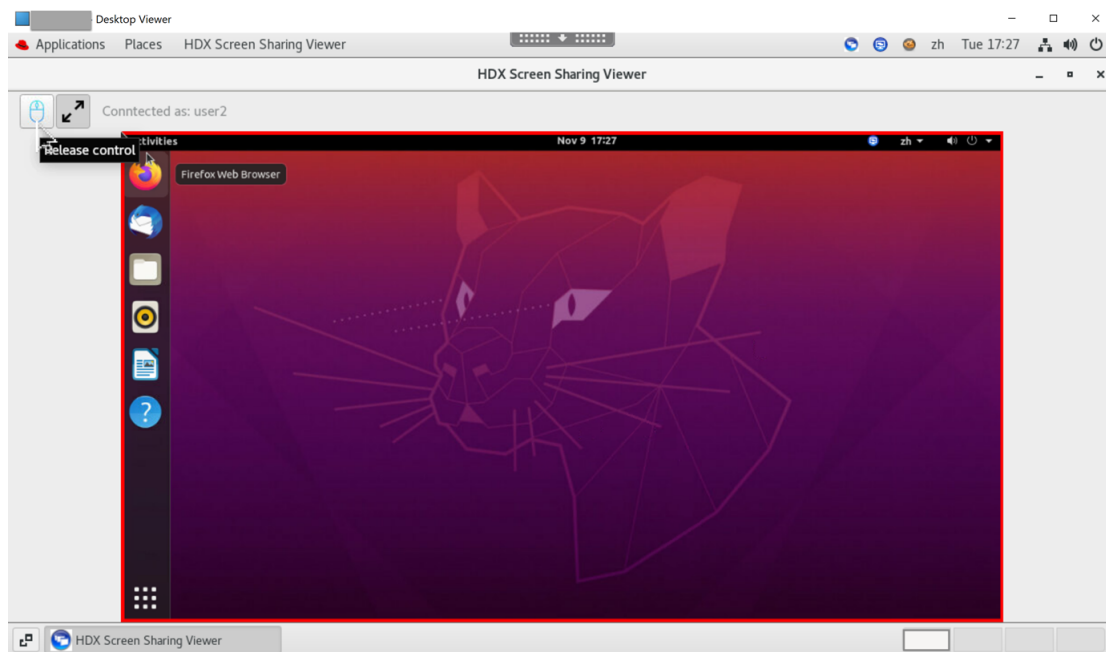 Desktop Viewer
Applications Places HDX Screen Sharing Viewer zh Tue 17:27
HDX Screen Sharing Viewer
Conntected as: user2
Release control
tivities Nov 9 17:27 zh
Firefox Web Browser
?
HDX Screen Sharing Viewer